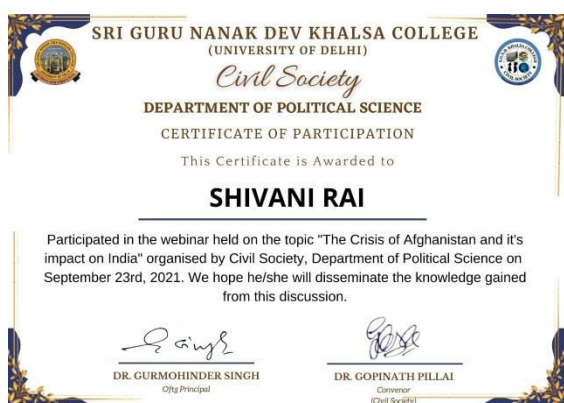 SRI GURU NANAK DEV KHALSA COLLEGE
(UNIVERSITY OF DELHI)
Civil Society
DEPARTMENT OF POLITICAL SCIENCE
CERTIFICATE OF PARTICIPATION
This Certificate is Awarded to
SHIVANI RAI
Participated in the webinar held on the topic "The Crisis of Afghanistan and it's
impact on India" organised by Civil Society, Department of Political Science on
September 23rd, 2021. We hope he/she will disseminate the knowledge gained
from this discussion.
DR. GURMOHINDER SINGH
Oftg Principal
DR. GOPINATH PILLAI
Convenor
(Civil Society)